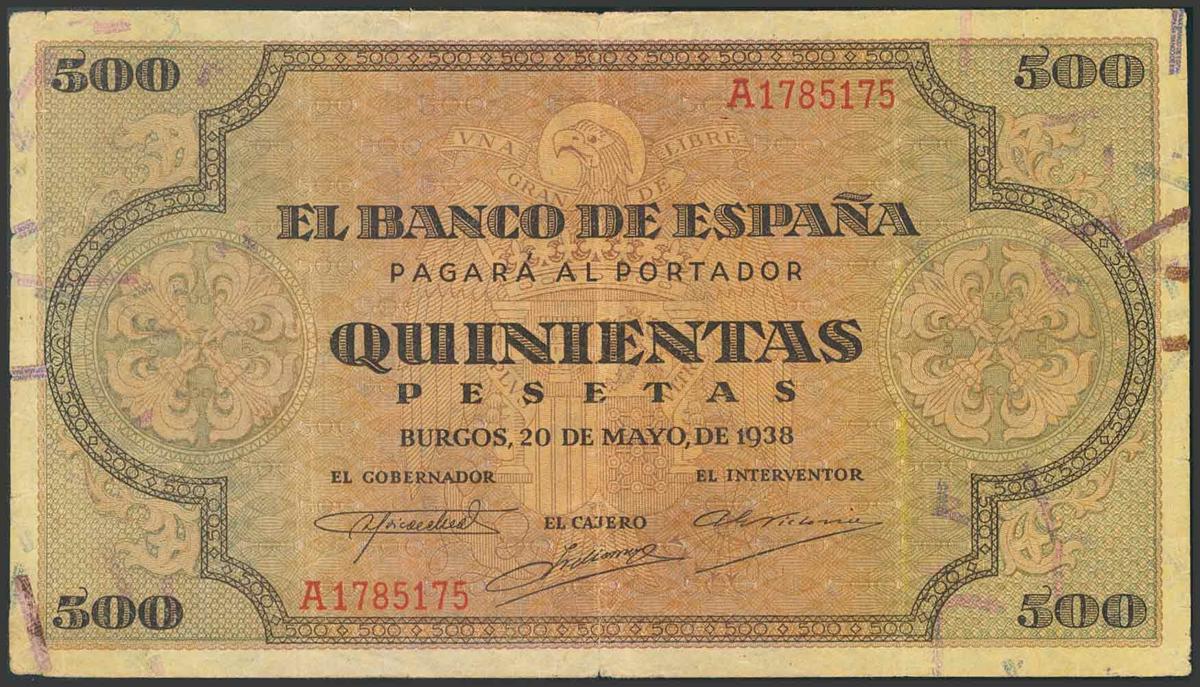 500
500
A1785175
UNA
GRANDE
LIBRE
EL BANCO DE ESPAÑA
PAGARÁ AL PORTADOR
QUINIENTAS
PESETAS
BURGOS, 20 DE MAYO, DE 1938
EL GOBERNADOR
EL INTERVENTOR
EL CAJERO
A1785175
500
500